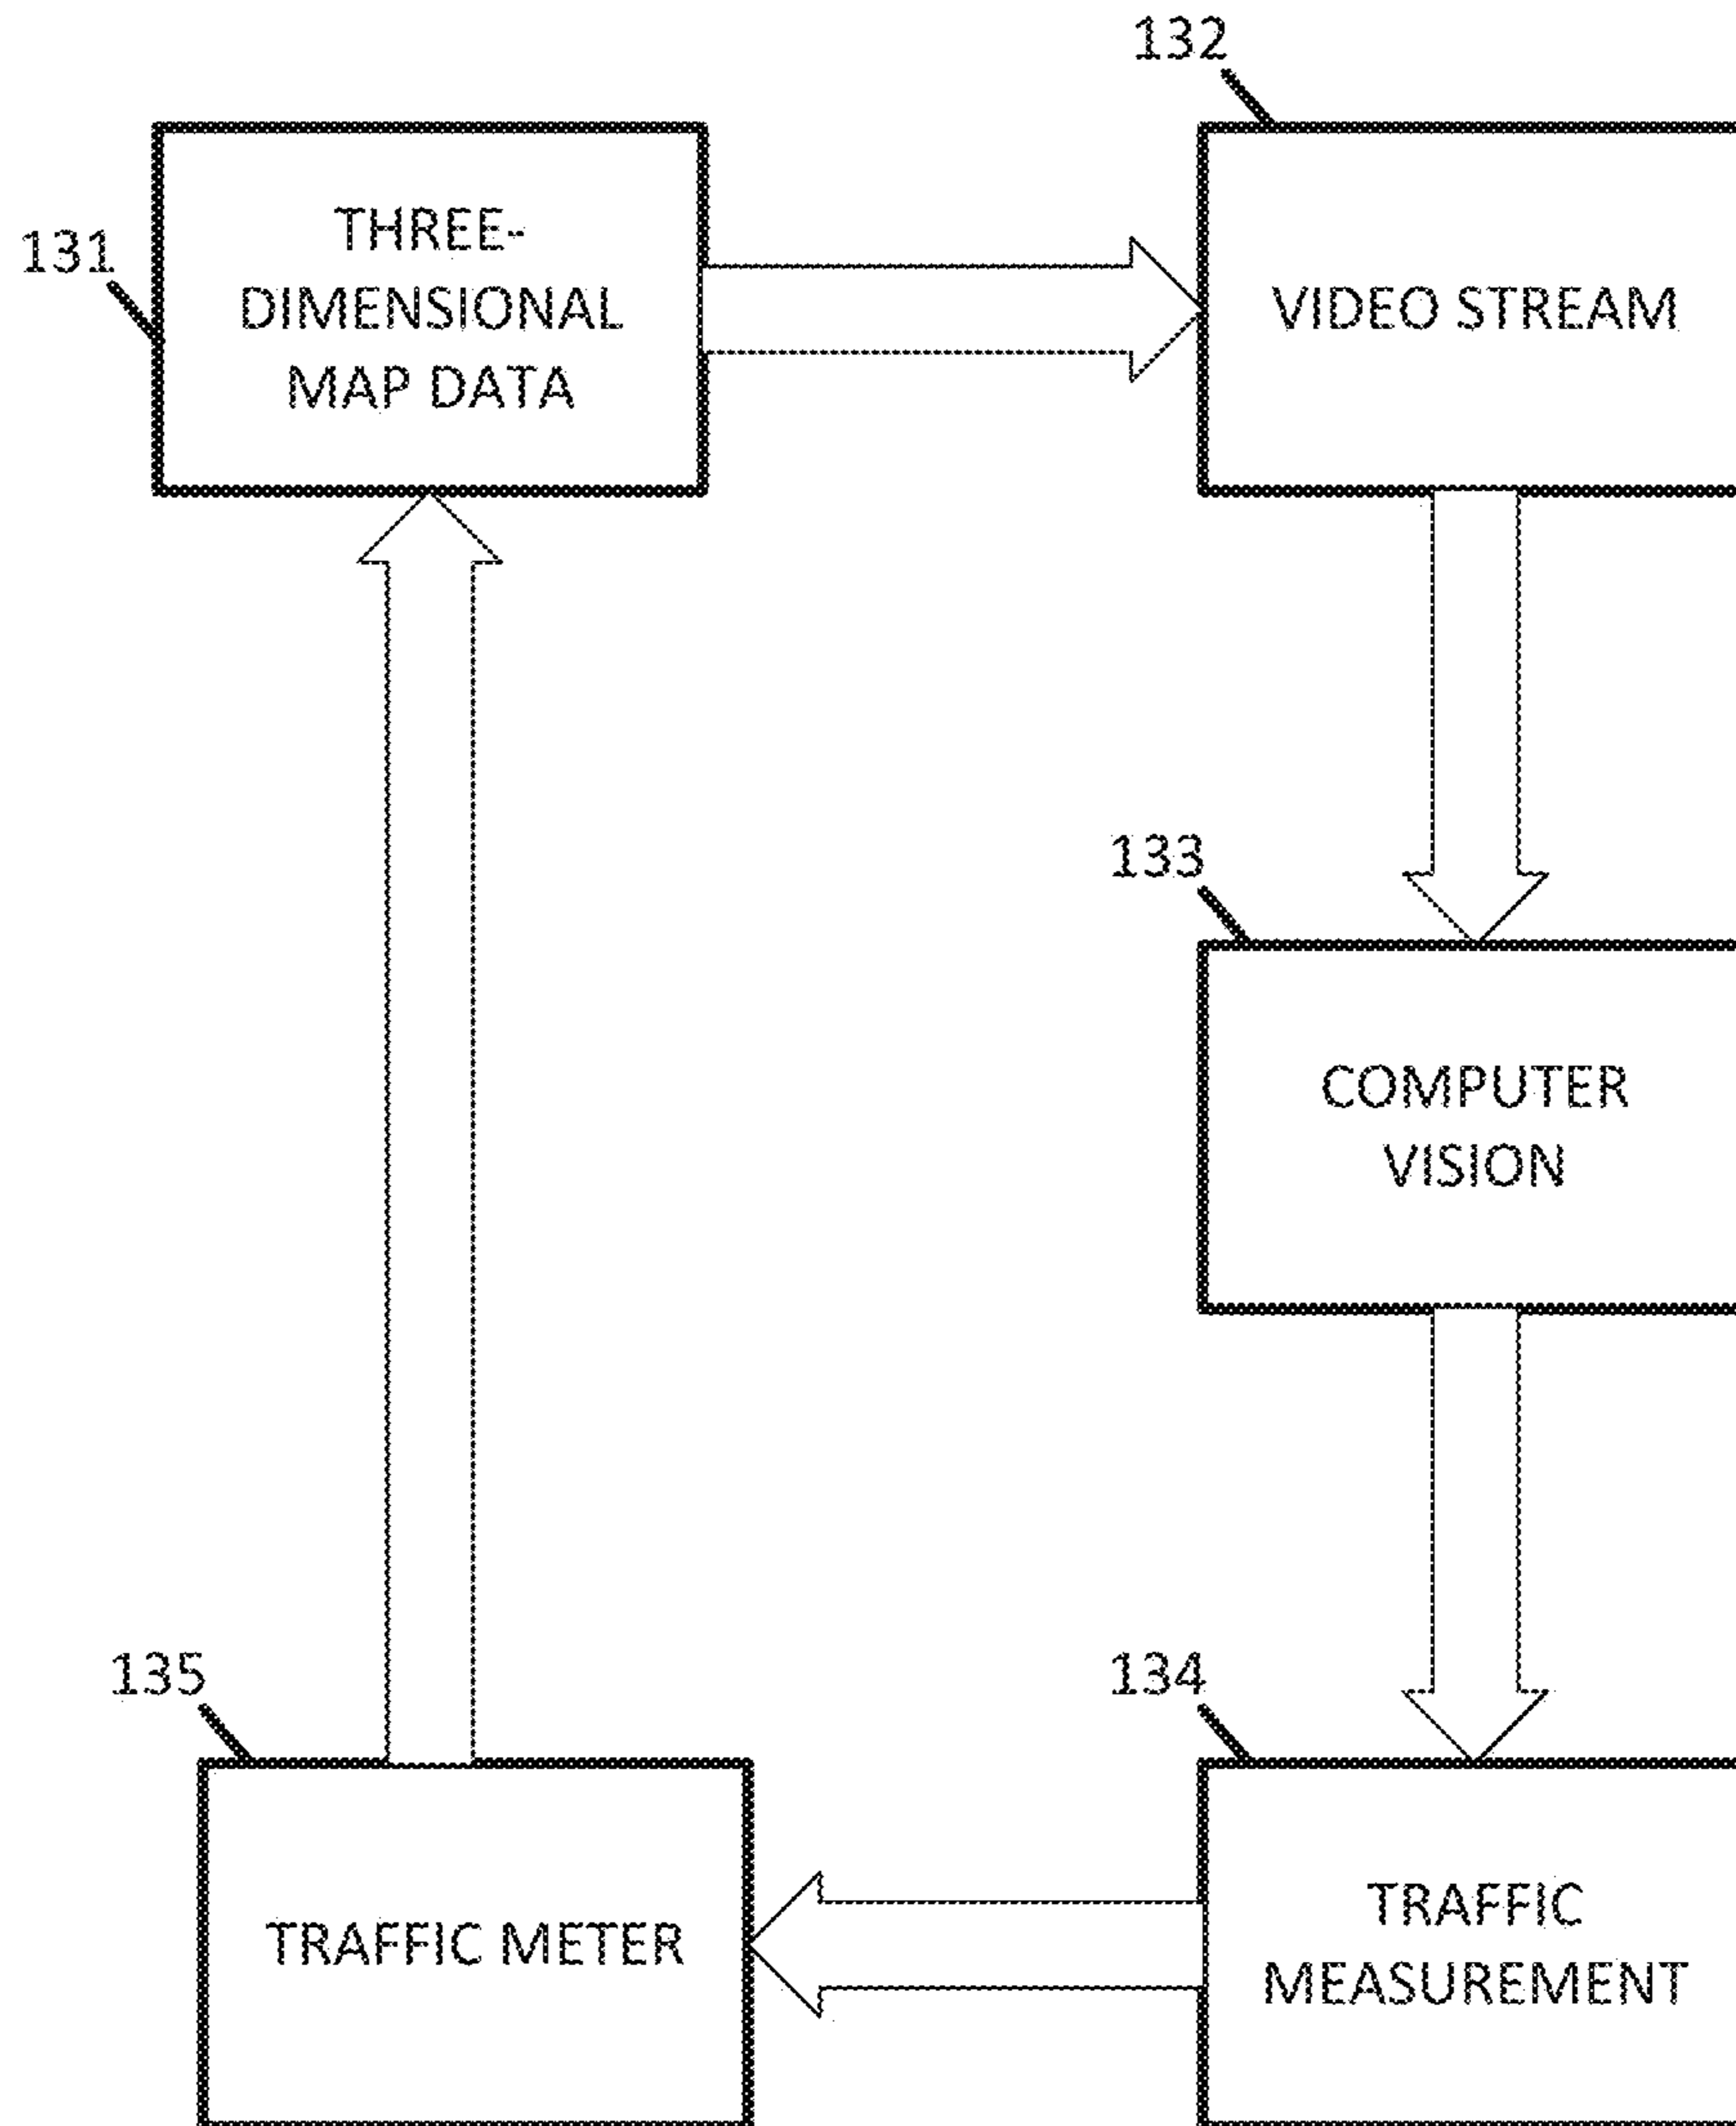 132
131
THREE-
DIMENSIONAL
MAP DATA
VIDEO STREAM
133
COMPUTER
VISION
135
134
TRAFFIC METER
TRAFFIC
MEASUREMENT